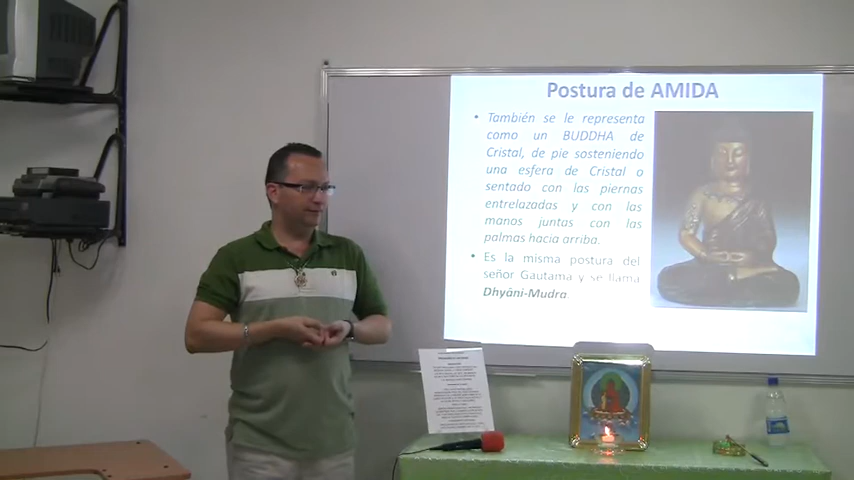 Postura de AMIDA
• También se le representa
como un BUDDHA de
Cristal, de pie sosteniendo
una esfera de Cristal o
sentado con las piernas
entrelazadas y con las
manos juntas con las
palmas hacia arriba.
• Es la misma postura del
señor Gautama y se llama
Dhyāni-Mudra.